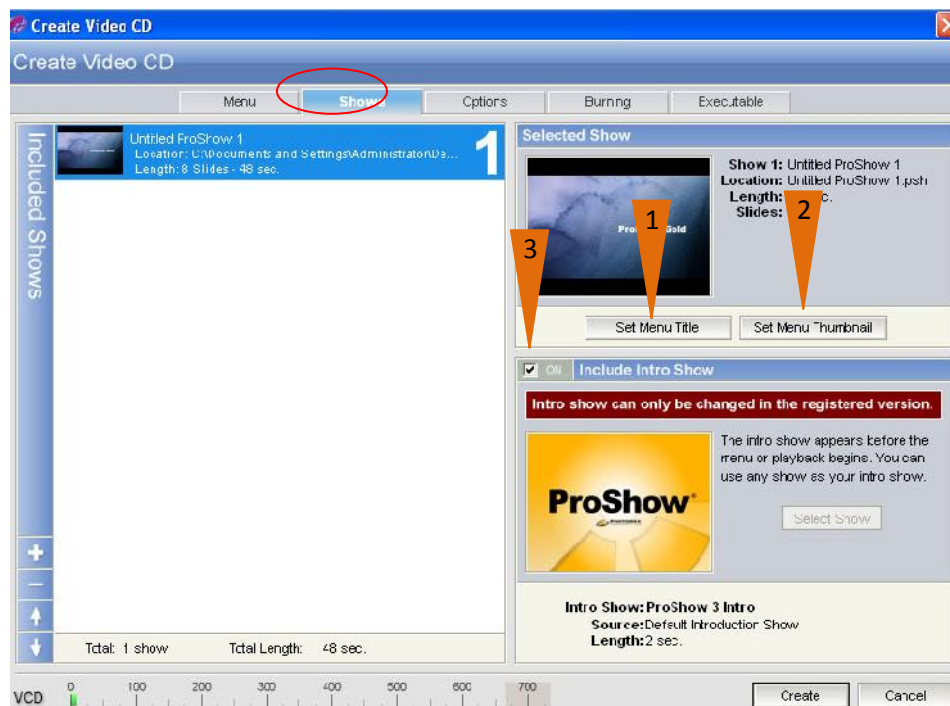 Create Video CD
Create Video CD
Menu
Shows
Options
Burning
Executable
Included Shows
Untitled ProShow 1
Location: C:\Documents and Settings\Administrator\De...
Length: 8 Slides - 48 sec.
1
Total: 1 show
Total Length: 48 sec.
Selected Show
Show 1: Untitled ProShow 1
Location: Untitled ProShow 1.psh
Length:
Slides:
Gold
1
2
3
Set Menu Title
Set Menu Thumbnail
ON
Include Intro Show
Intro show can only be changed in the registered version.
The intro show appears before the
menu or playback begins. You can
use any show as your intro show.
Select Show
ProShow
Intro Show: ProShow 3 Intro
Source: Default Introduction Show
Length: 2 sec.
VCD
0 100 200 300 400 500 600 700
Create
Cancel